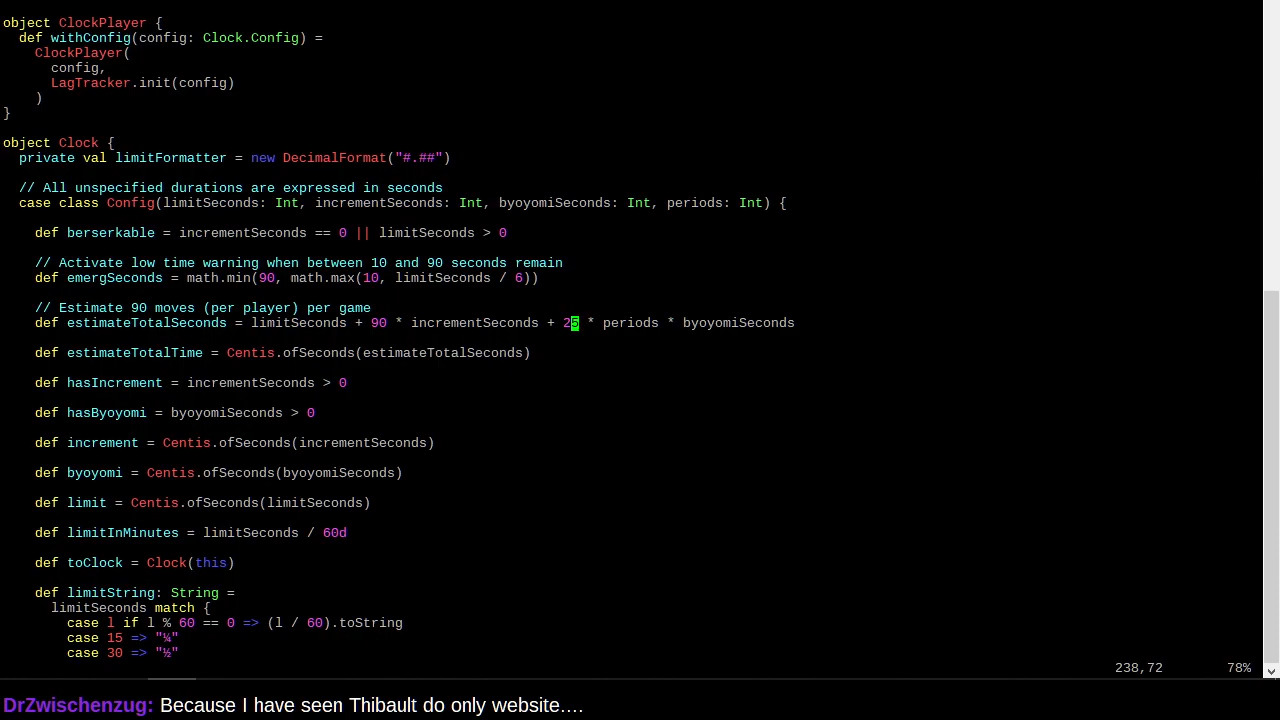 object ClockPlayer {
  def withConfig(config: Clock.Config) =
    ClockPlayer(
      config,
      LagTracker.init(config)
    )
}
object Clock {
  private val limitFormatter = new DecimalFormat("#.##")
  // All unspecified durations are expressed in seconds
  case class Config(limitSeconds: Int, incrementSeconds: Int, byoyomiSeconds: Int, periods: Int) {
    def berserkable = incrementSeconds == 0 || limitSeconds > 0
    // Activate low time warning when between 10 and 90 seconds remain
    def emergSeconds = math.min(90, math.max(10, limitSeconds / 6))
    // Estimate 90 moves (per player) per game
    def estimateTotalSeconds = limitSeconds + 90 * incrementSeconds + 25 * periods * byoyomiSeconds
    def estimateTotalTime = Centis.ofSeconds(estimateTotalSeconds)
    def hasIncrement = incrementSeconds > 0
    def hasByoyomi = byoyomiSeconds > 0
    def increment = Centis.ofSeconds(incrementSeconds)
    def byoyomi = Centis.ofSeconds(byoyomiSeconds)
    def limit = Centis.ofSeconds(limitSeconds)
    def limitInMinutes = limitSeconds / 60d
    def toClock = Clock(this)
    def limitString: String =
      limitSeconds match {
        case l if l % 60 == 0 => (l / 60).toString
        case 15 => "¼"
        case 30 => "½"
238,72 78%
DrZwischenzug: Because I have seen Thibault do only website....